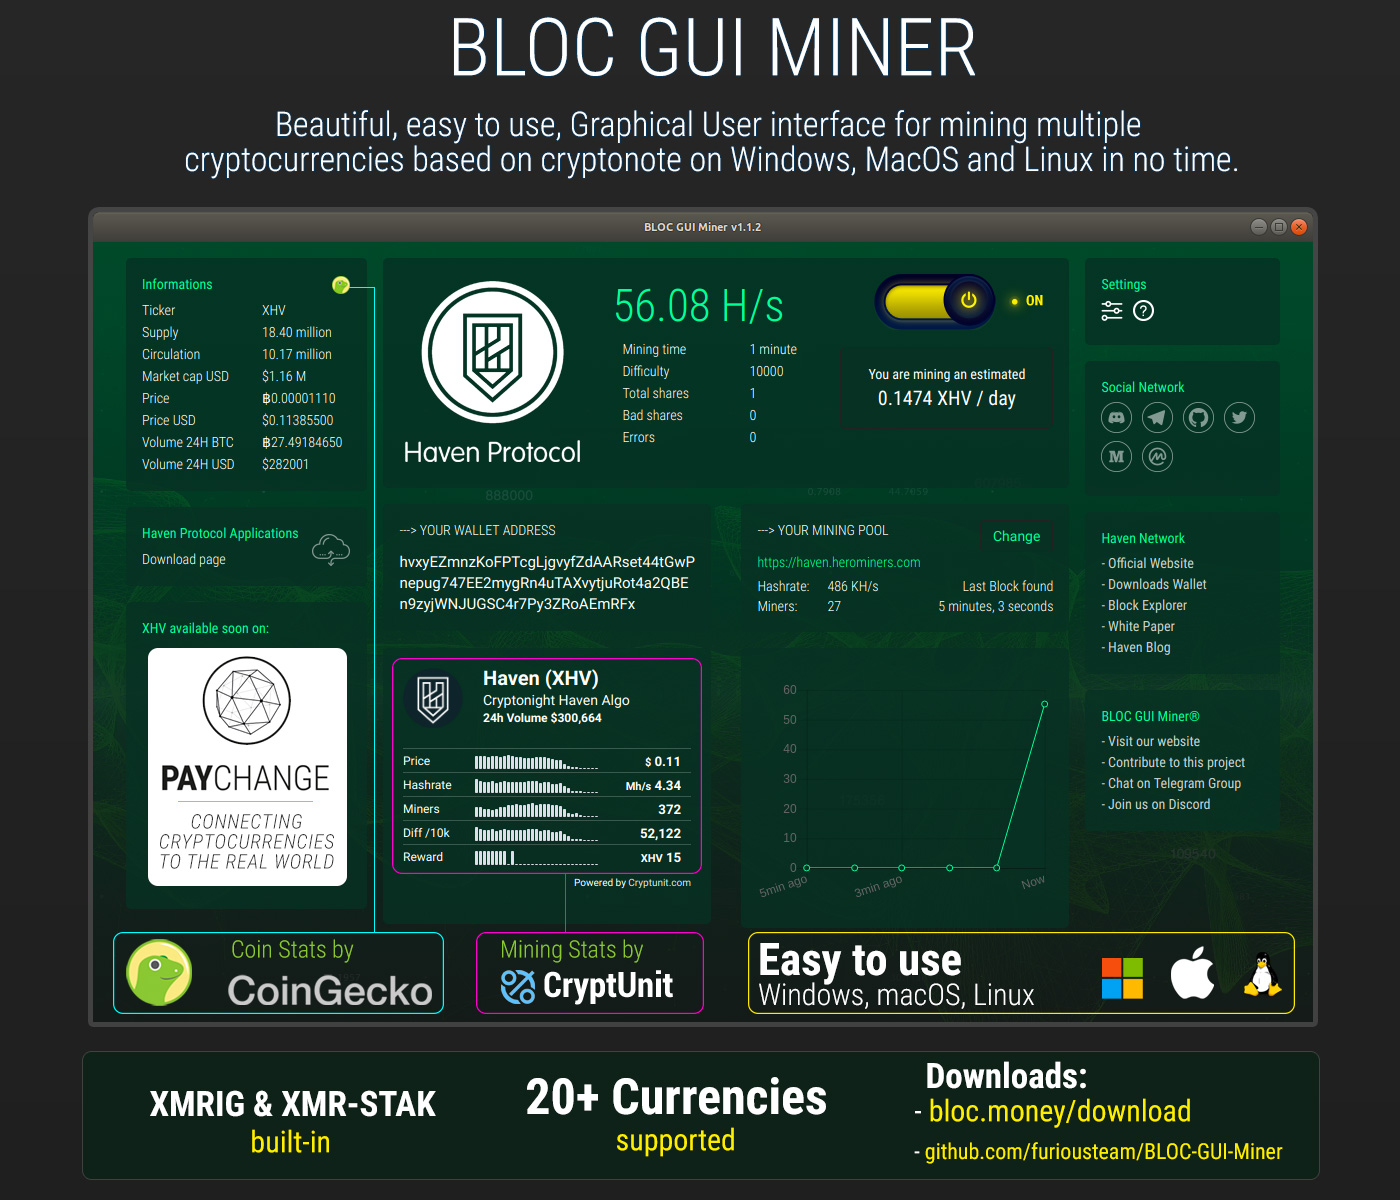 BLOC GUI MINER
Beautiful, easy to use, Graphical User interface for mining multiple
cryptocurrencies based on cryptonote on Windows, MacOS and Linux in no time.
BLOC GUI Miner v1.1.2
Informations
Ticker XHV
Supply 18.40 million
Circulation 10.17 million
Market cap USD $1.16 M
Price ฿0.00001110
Price USD $0.11385500
Volume 24H BTC ฿27.49184650
Volume 24H USD $282001
Haven Protocol Applications
Download page
XHV available soon on:
PAYCHANGE
CONNECTING
CRYPTOCURRENCIES
TO THE REAL WORLD
Haven Protocol
56.08 H/s
Mining time 1 minute
Difficulty 10000
Total shares 1
Bad shares 0
Errors 0
ON
You are mining an estimated
0.1474 XHV / day
888000
0.7968 44.7659
---> YOUR WALLET ADDRESS
hvxyEZmnzKoFPTcgLjgvyfZdAARset44tGwP
nepug747EE2mygRn4uTAXvytjuRot4a2QBE
n9zyjWNJUGSC4r7Py3ZRoAEmRFx
---> YOUR MINING POOL
Change
https://haven.herominers.com
Hashrate: 486 KH/s Last Block found
Miners: 27 5 minutes, 3 seconds
Haven (XHV)
Cryptonight Haven Algo
24h Volume $300,664
Price $ 0.11
Hashrate Mh/s 4.34
Miners 372
Diff /10k 52,122
Reward XHV 15
Powered by Cryptunit.com
60
50
40
30
20
10
0
5min ago 3min ago Now
Settings
?
Social Network
M
Haven Network
- Official Website
- Downloads Wallet
- Block Explorer
- White Paper
- Haven Blog
BLOC GUI Miner®
- Visit our website
- Contribute to this project
- Chat on Telegram Group
- Join us on Discord
109540
Coin Stats by
CoinGecko
Mining Stats by
CryptUnit
Easy to use
Windows, macOS, Linux
XMRIG & XMR-STAK
built-in
20+ Currencies
supported
Downloads:
- bloc.money/download
- github.com/furiousteam/BLOC-GUI-Miner